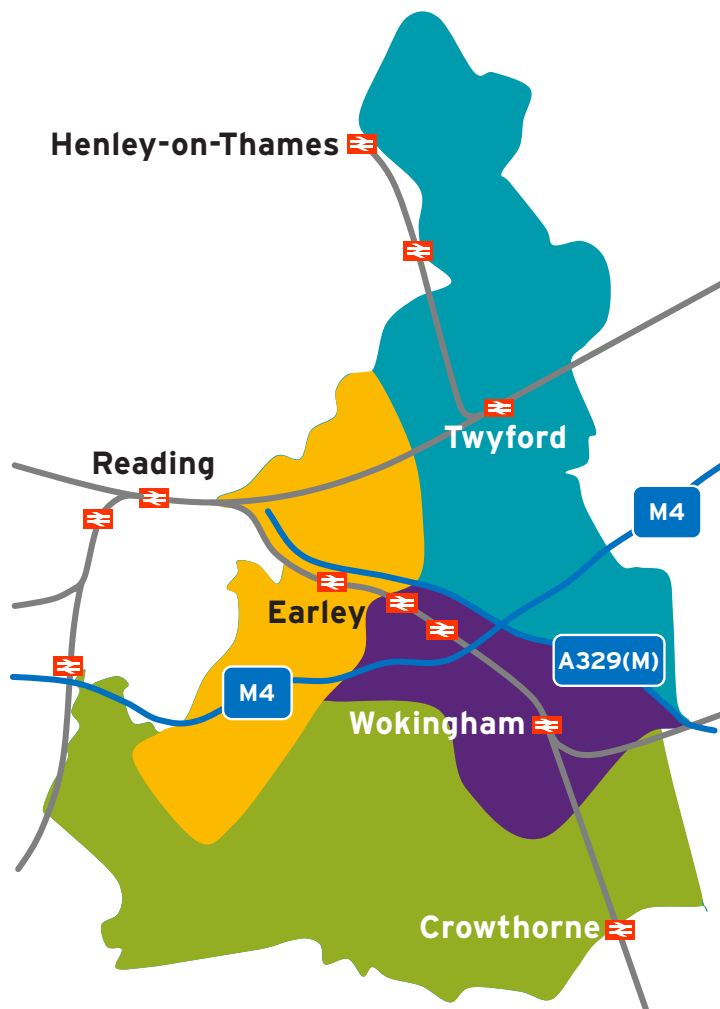 Henley-on-Thames
Twyford
Reading
M4
Earley
A329(M)
M4
Wokingham
Crowthorne